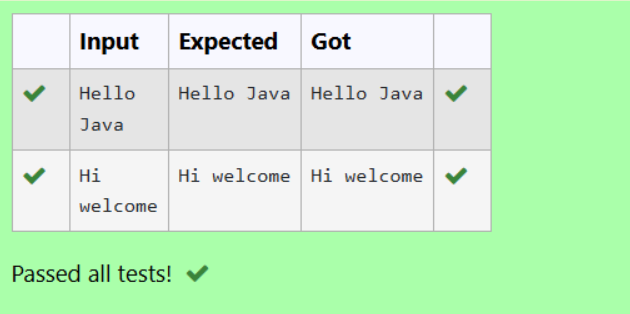 Input Expected Got
Hello Hello Java Hello Java
Java
Hi Hi welcome Hi welcome
welcome
Passed all tests!